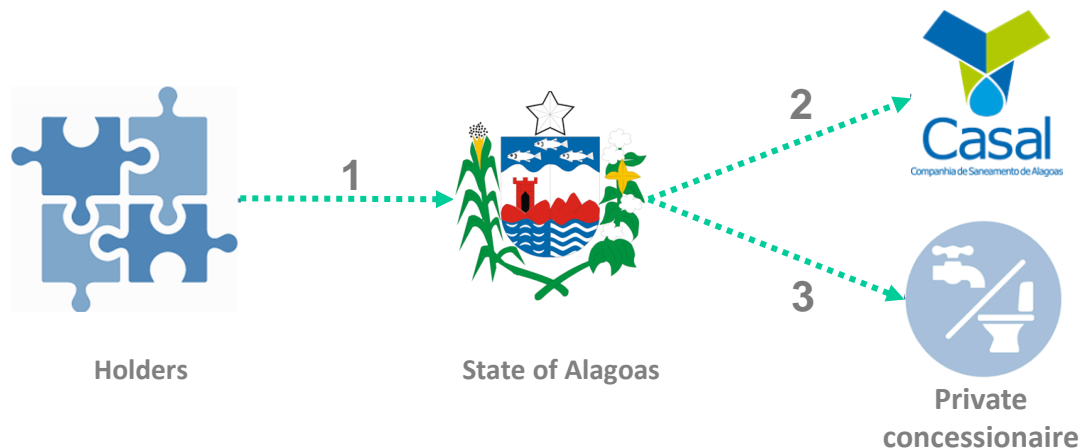 1
2
3
Casal
Companhia de Saneamento de Alagoas
Holders
State of Alagoas
Private
concessionaire